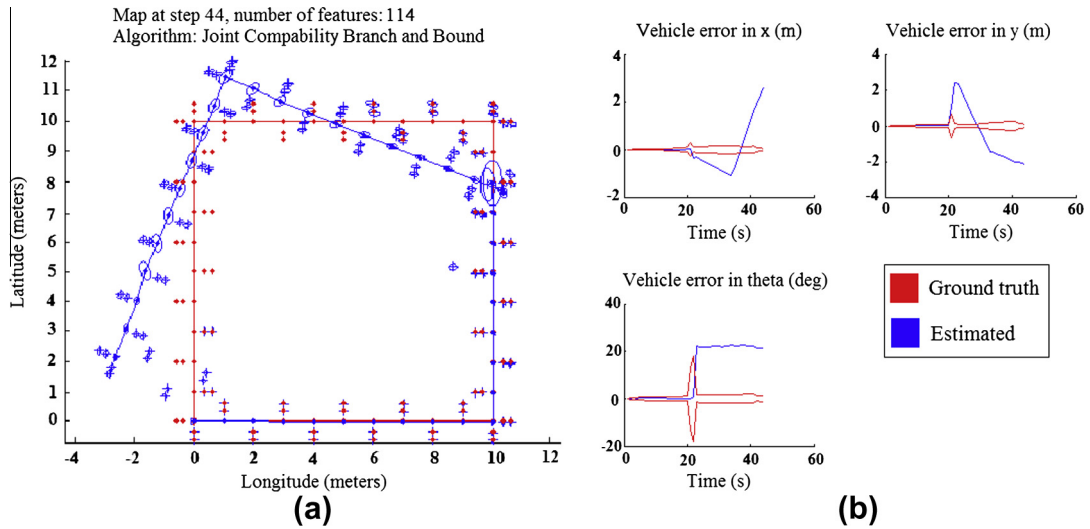 Map at step 44, number of features: 114
Algorithm: Joint Compability Branch and Bound
12
11
10
9
8
7
6
5
4
3
2
1
0
Latitude (meters)
-4 -2 0 2 4 6 8 10 12
Longitude (meters)
(a)
Vehicle error in x (m)
4
2
0
-2
0 20 40 60
Time (s)
Vehicle error in y (m)
4
2
0
-2
-4
0 20 40 60
Time (s)
Vehicle error in theta (deg)
40
20
0
-20
0 20 40 60
Time (s)
Ground truth
Estimated
(b)